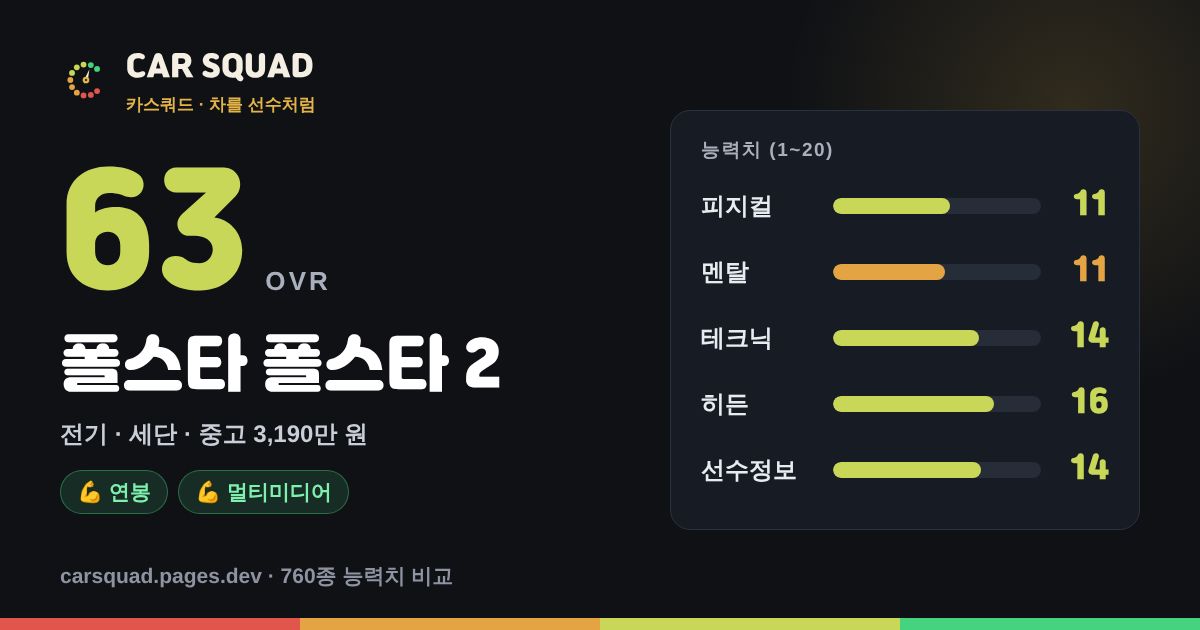 CAR SQUAD
카스쿼드 · 차를 선수처럼
63 OVR
폴스타 폴스타 2
전기 · 세단 · 중고 3,190만 원
💪 연봉 💪 멀티미디어
carsquad.pages.dev · 760종 능력치 비교
능력치 (1~20)
피지컬 11
멘탈 11
테크닉 14
히든 16
선수정보 14